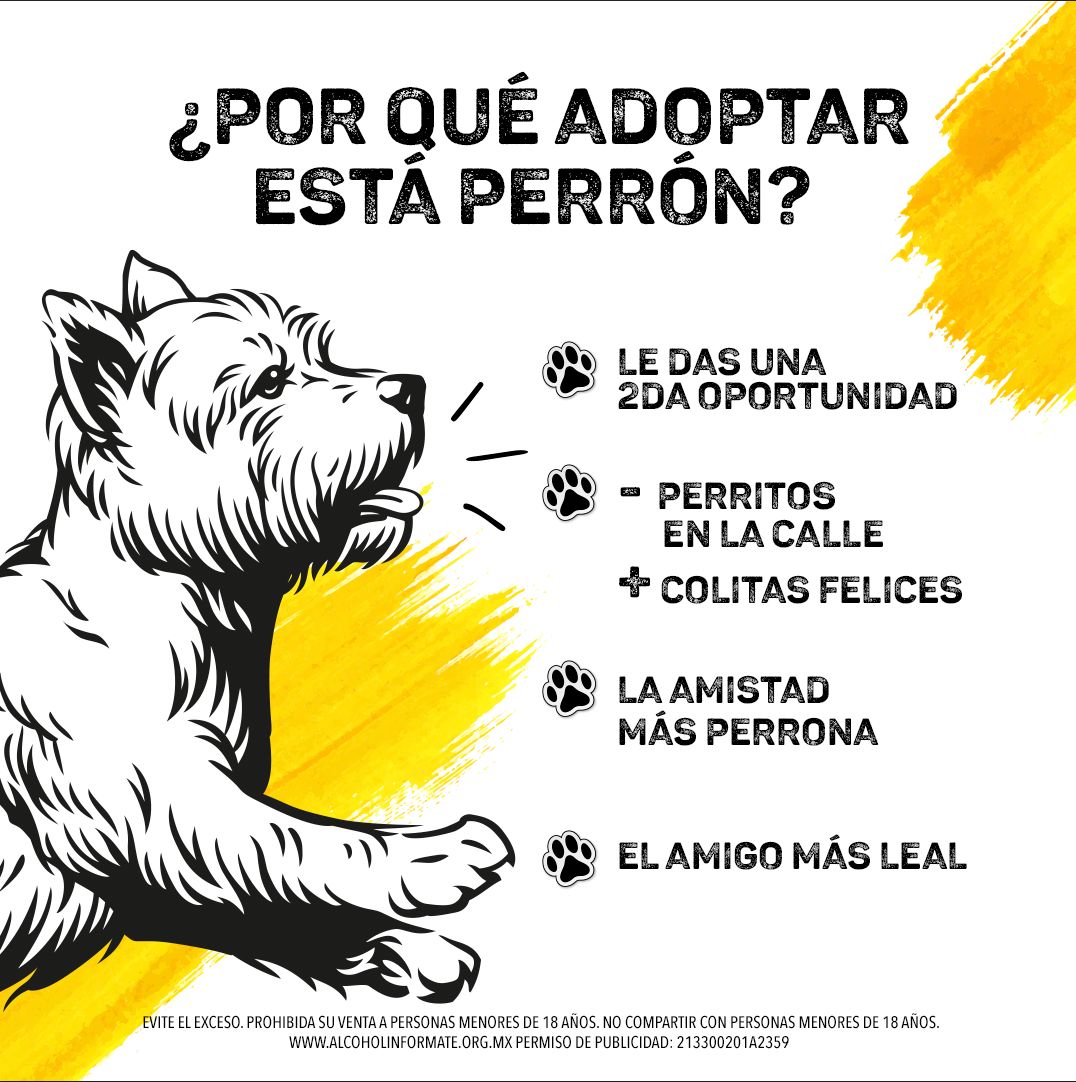 ¿POR QUÉ ADOPTAR
ESTÁ PERRÓN?
LE DAS UNA
2DA OPORTUNIDAD
- PERRITOS
EN LA CALLE
+ COLITAS FELICES
LA AMISTAD
MÁS PERRONA
EL AMIGO MÁS LEAL
EVITE EL EXCESO. PROHIBIDA SU VENTA A PERSONAS MENORES DE 18 AÑOS. NO COMPARTIR CON PERSONAS MENORES DE 18 AÑOS.
WWW.ALCOHOLINFORMATE.ORG.MX PERMISO DE PUBLICIDAD: 213300201A2359